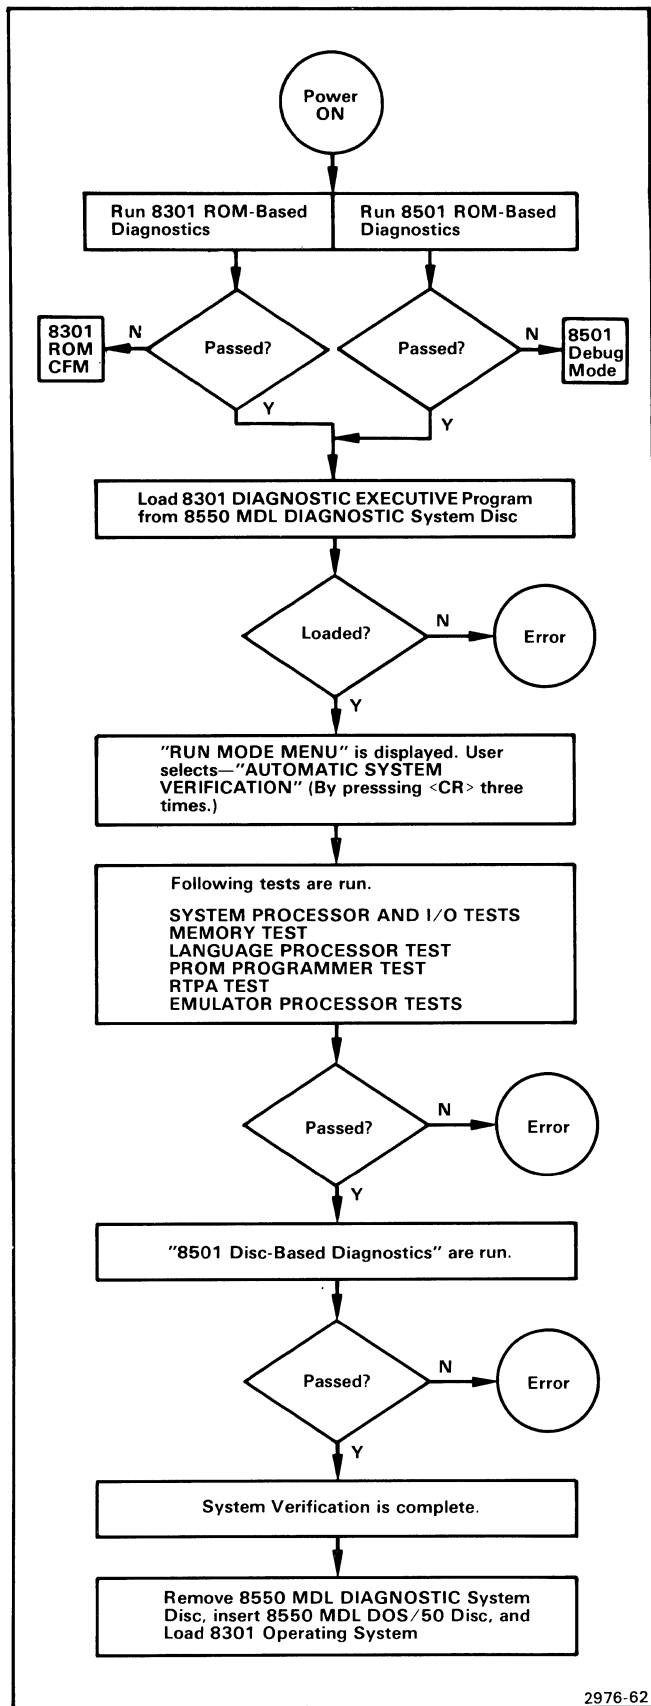 Power
ON
Run 8301 ROM-Based
Diagnostics
Run 8501 ROM-Based
Diagnostics
8301
ROM
CFM
N
Passed?
Passed?
N
8501
Debug
Mode
Y
Y
Load 8301 DIAGNOSTIC EXECUTIVE Program
from 8550 MDL DIAGNOSTIC System Disc
Loaded?
N
Error
Y
"RUN MODE MENU" is displayed. User
selects—"AUTOMATIC SYSTEM
VERIFICATION" (By presssing <CR> three
times.)
Following tests are run.
SYSTEM PROCESSOR AND I/O TESTS
MEMORY TEST
LANGUAGE PROCESSOR TEST
PROM PROGRAMMER TEST
RTPA TEST
EMULATOR PROCESSOR TESTS
Passed?
N
Error
Y
"8501 Disc-Based Diagnostics" are run.
Passed?
N
Error
Y
System Verification is complete.
Remove 8550 MDL DIAGNOSTIC System
Disc, insert 8550 MDL DOS/50 Disc, and
Load 8301 Operating System
2976-62